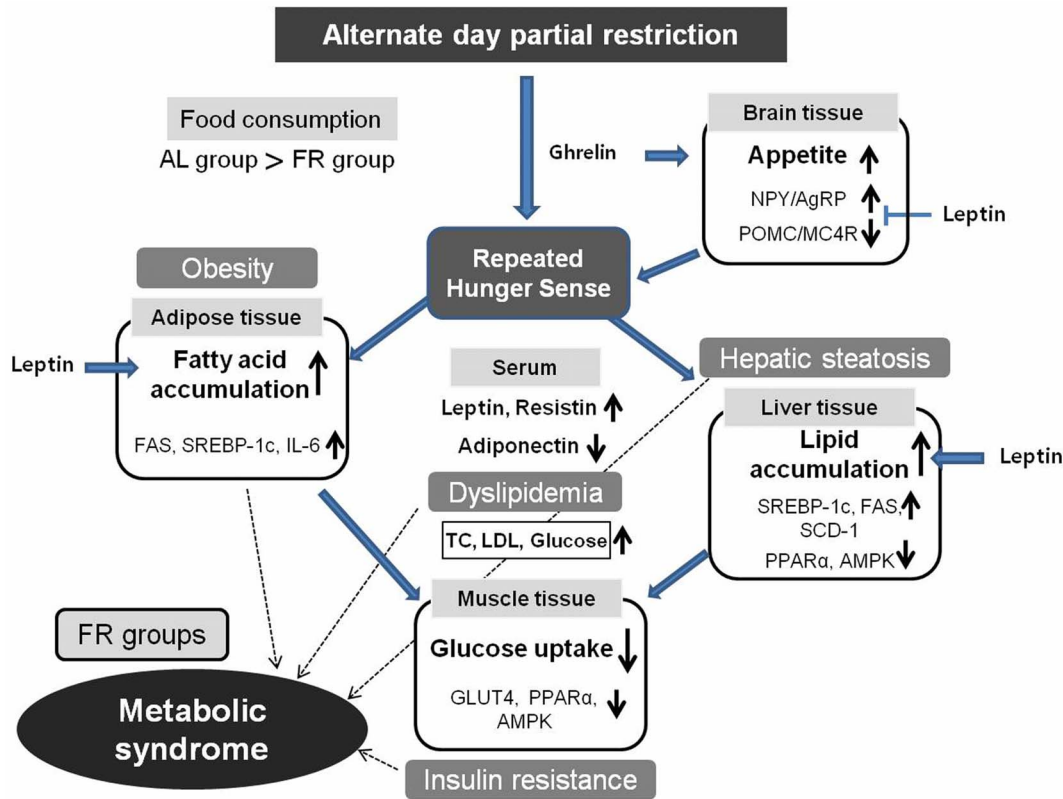 Alternate day partial restriction
Food consumption
AL group > FR group
Ghrelin
Brain tissue
Appetite
NPY/AgRP
POMC/MC4R
Leptin
Repeated
Hunger Sense
Obesity
Adipose tissue
Leptin
Fatty acid
accumulation
FAS, SREBP-1c, IL-6
Serum
Leptin, Resistin
Adiponectin
Dyslipidemia
TC, LDL, Glucose
Hepatic steatosis
Liver tissue
Lipid
accumulation
Leptin
SREBP-1c, FAS,
SCD-1
PPARα, AMPK
Muscle tissue
Glucose uptake
GLUT4, PPARα,
AMPK
FR groups
Metabolic
syndrome
Insulin resistance